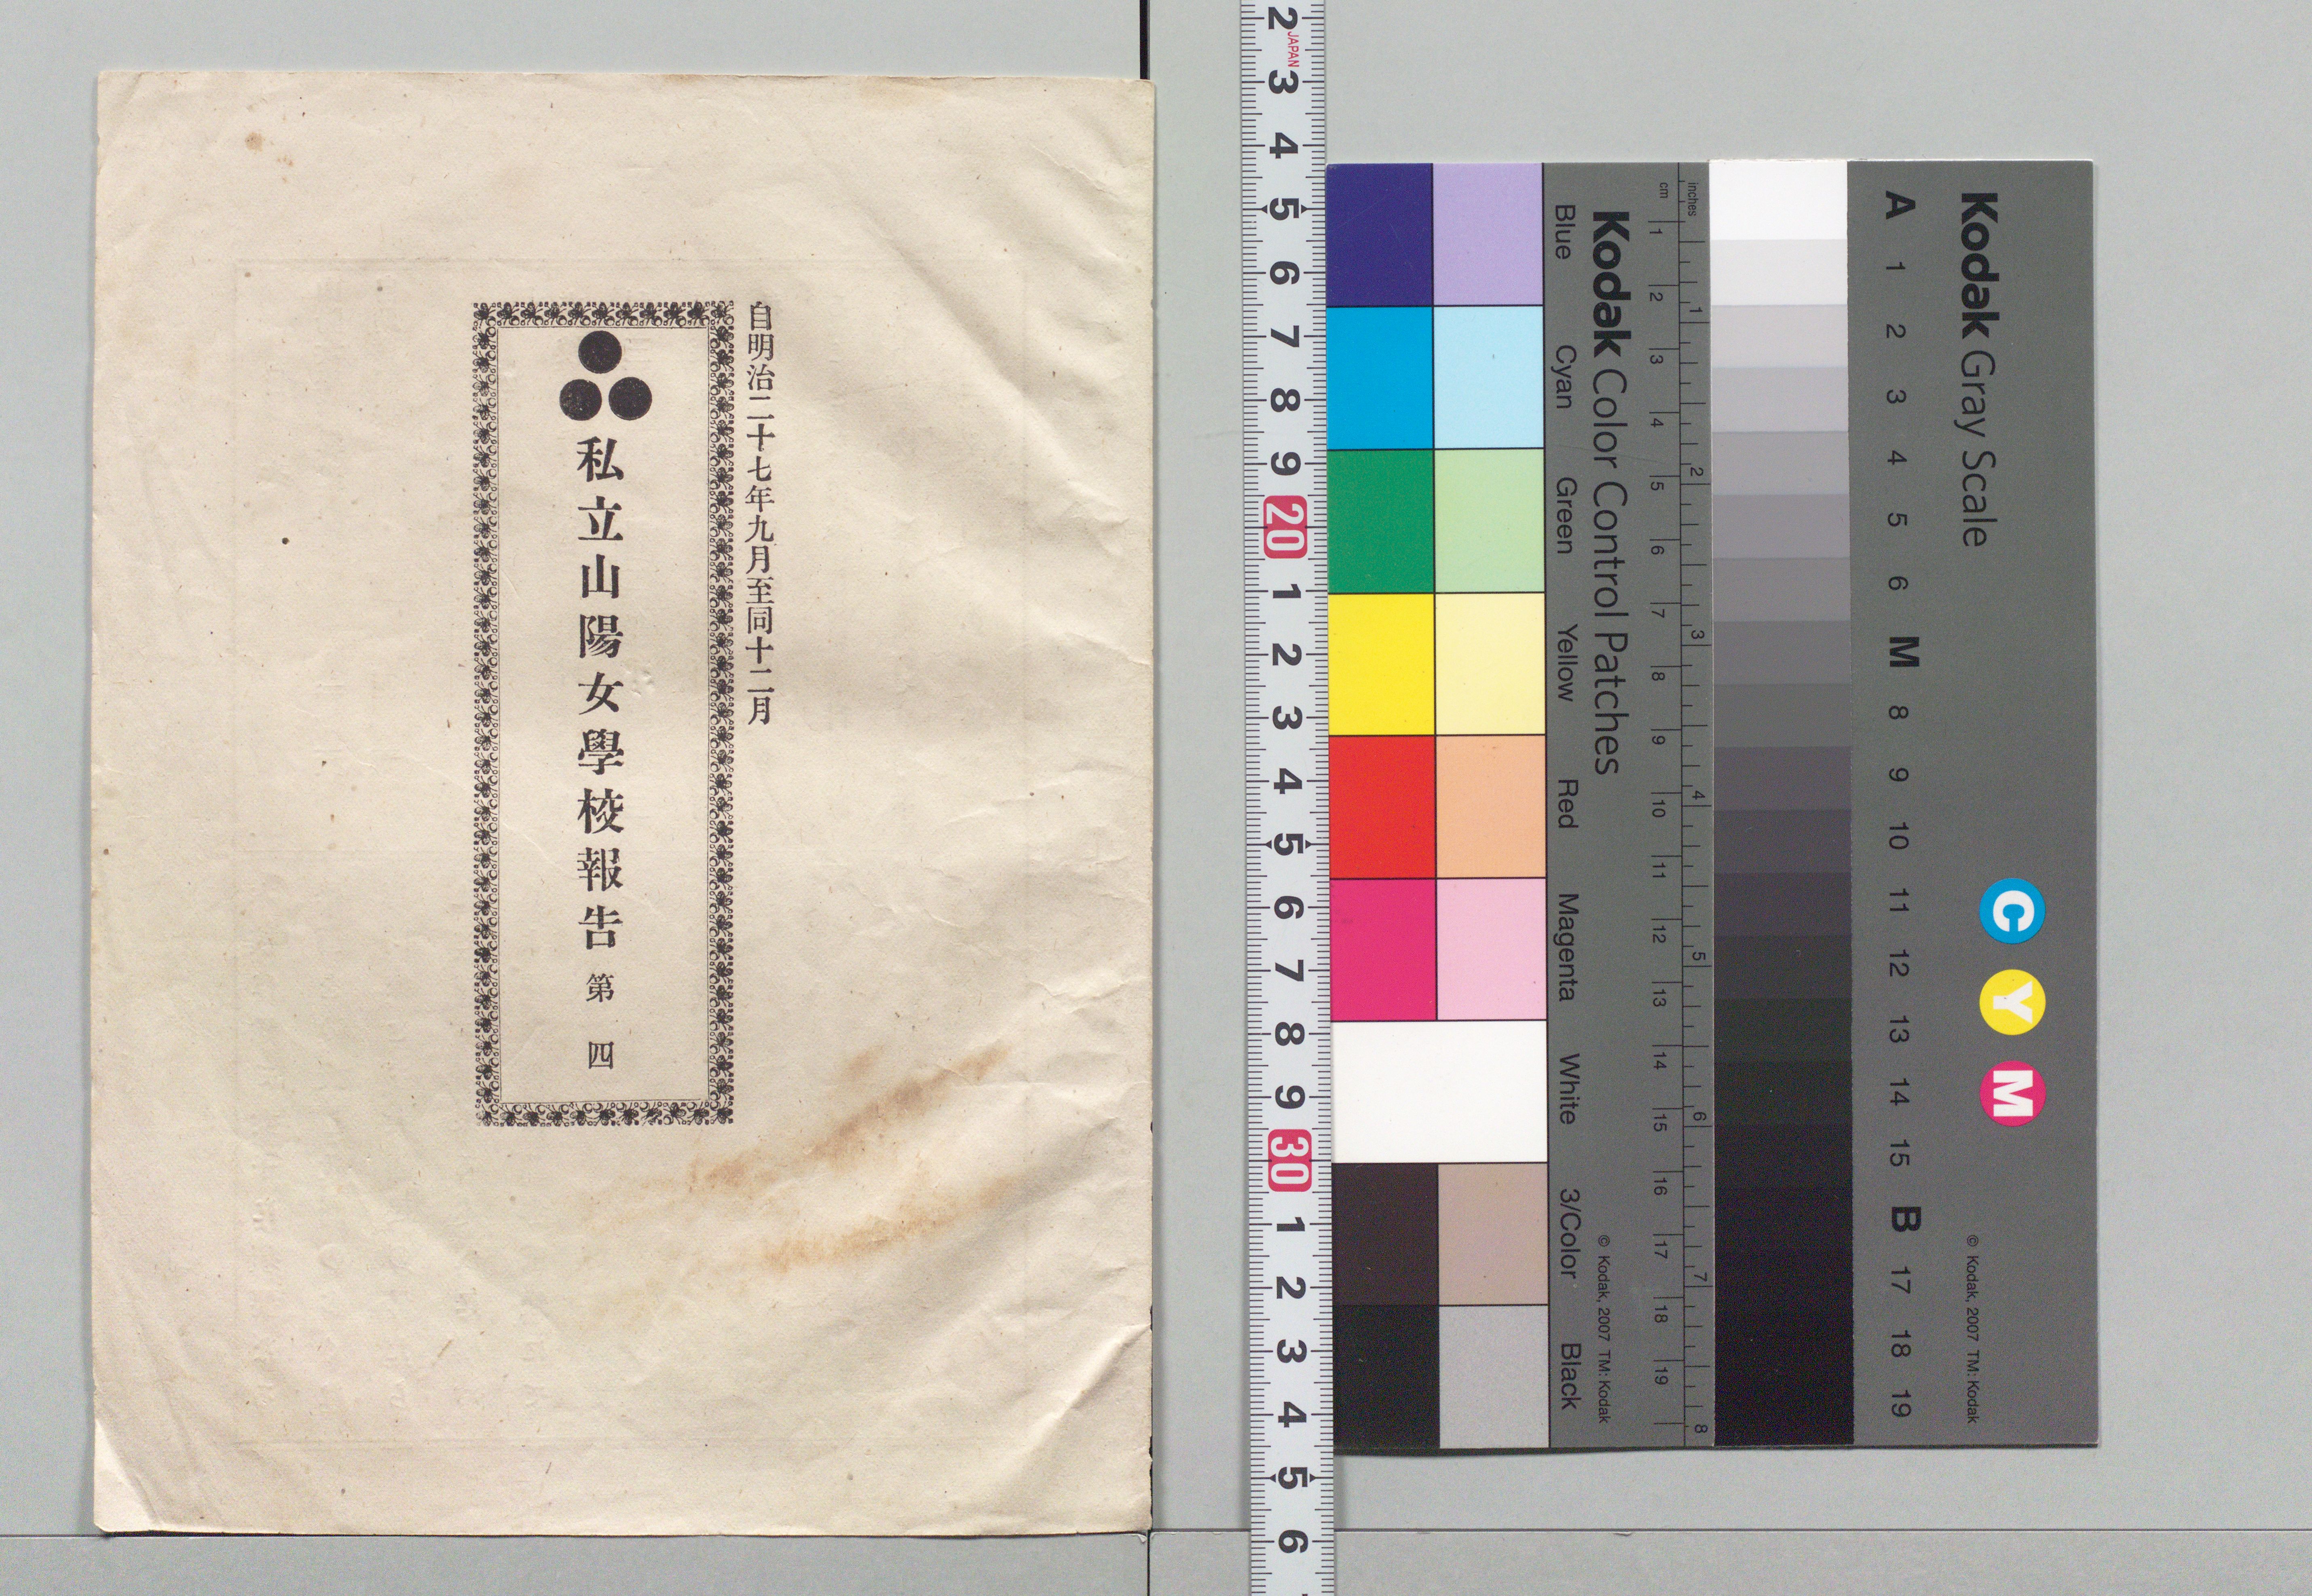 自明治二十七年九月至同十二月
私立山陽女學校報告 第四
2 JAPAN 3 4 5 6 7 8 9 20 1 2 3 4 5 6 7 8 9 30 1 2 3 4 5 6
Kodak Color Control Patches
Blue Cyan Green Yellow Red Magenta White 3/Color Black
© Kodak, 2007 TM: Kodak
inches 1 2 3 4 5 6 7 8
cm 1 2 3 4 5 6 7 8 9 10 11 12 13 14 15 16 17 18 19
Kodak Gray Scale
C Y M
© Kodak, 2007 TM: Kodak
A 1 2 3 4 5 6 M 8 9 10 11 12 13 14 15 B 17 18 19